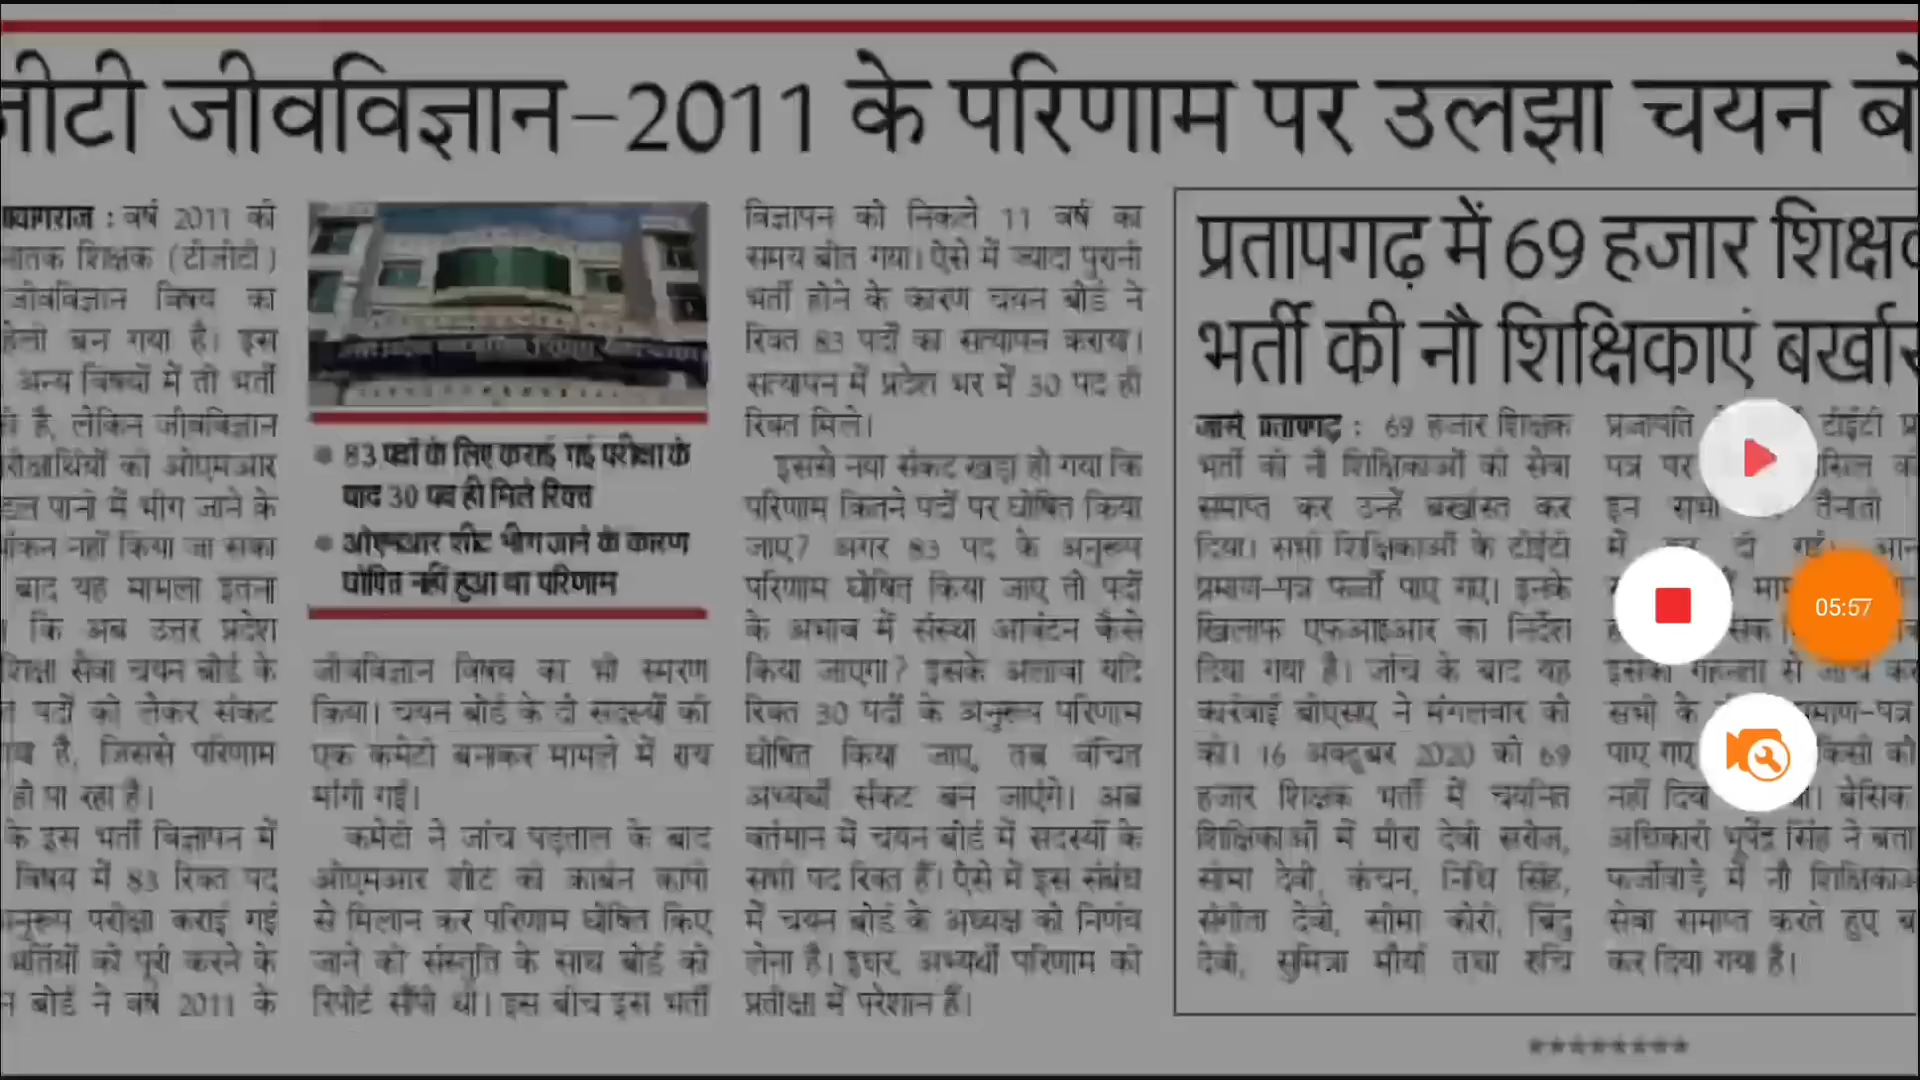 जीटी जीवविज्ञान-2011 के परिणाम पर उलझा चयन
वर्ष 2011 की
शिक्षक (टीजीटी)
जीवविज्ञान विषय का
बन गया है। इस
अन्य विषयों में तो भर्ती
है, लेकिन जीवविज्ञान
की ओएमआर
पानी में भीग जाने के
नहीं किया जा सका
बाद यह मामला इतना
कि अब उत्तर प्रदेश
शिक्षा सेवा चयन बोर्ड के
पदों को लेकर संकट
है, जिससे परिणाम
हो पा रहा है।
के इस भर्ती विज्ञापन में
विषय में 83 रिक्त पद
अनुरूप परीक्षा कराई गई
भर्तियों को पूरी करने के
बोर्ड ने वर्ष 2011 के
83 पदों के लिए कराई गई परीक्षा के
बाद 30 पद ही मिले रिक्त
ओएमआर शीट भीग जाने के कारण
घोषित नहीं हुआ था परिणाम
जीवविज्ञान विषय का भी स्मरण
किया। चयन बोर्ड के दो सदस्यों की
एक कमेटी बनाकर मामले में राय
मांगी गई।
कमेटी ने जांच पड़ताल के बाद
ओएमआर शीट की कार्बन कापी
से मिलान कर परिणाम घोषित किए
जाने की संस्तुति के साथ बोर्ड को
रिपोर्ट सौंपी थी। इस बीच इस भर्ती
विज्ञापन को निकले 11 वर्ष का
समय बीत गया। ऐसे में ज्यादा पुरानी
भर्ती होने के कारण चयन बोर्ड ने
रिक्त 83 पदों का सत्यापन कराया।
सत्यापन में प्रदेश भर में 30 पद ही
रिक्त मिले।
इससे नया संकट खड़ा हो गया कि
परिणाम कितने पदों पर घोषित किया
जाए? अगर 83 पद के अनुरूप
परिणाम घोषित किया जाए तो पदों
के अभाव में संस्था आवंटन कैसे
किया जाएगा? इसके अलावा यदि
रिक्त 30 पदों के अनुरूप परिणाम
घोषित किया जाए, तब वंचित
अभ्यर्थी संकट बन जाएंगे। अब
वर्तमान में चयन बोर्ड में सदस्यों के
सभी पद रिक्त हैं। ऐसे में इस संबंध
में चयन बोर्ड के अध्यक्ष को निर्णय
लेना है। इधर, अभ्यर्थी परिणाम की
प्रतीक्षा में परेशान हैं।
प्रतापगढ़ में 69 हजार शिक्षक
भर्ती की नौ शिक्षिकाएं
जासं प्रतापगढ़ : 69 हजार शिक्षक
भर्ती की नौ शिक्षिकाओं की सेवा
समाप्त कर उन्हें बर्खास्त कर
दिया। सभी शिक्षिकाओं के टीईटी
प्रमाण-पत्र फर्जी पाए गए। इनके
खिलाफ एफआइआर का निर्देश
दिया गया है। जांच के बाद यह
कार्रवाई बीएसए ने मंगलवार को
की। 16 अक्टूबर 2020 को 69
हजार शिक्षक भर्ती में चयनित
शिक्षिकाओं में मीरा देवी सरोज,
सीमा देवी, कंचन, निधि सिंह,
संगीता देवी, सीमा कोरी, बिंदु
देवी, सुमित्रा मौर्या तथा रुचि
प्रजापति टीईटी
पत्र पर
इन सभी तैनाती
में दी गई।
इसकी गहनता से जांच
सभी के प्रमाण-पत्र
पाए गए, किसी को
नहीं दिया बेसिक
अधिकारी भूपेंद्र सिंह ने
फर्जीवाड़े में नौ
सेवा समाप्त करते हुए
कर दिया गया है।
********
05:57